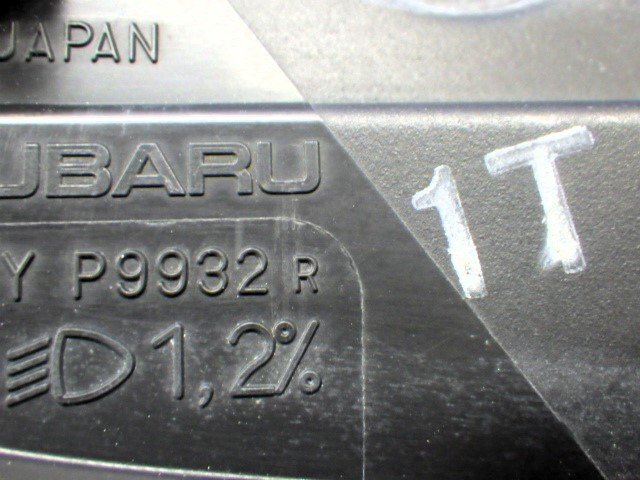 JAPAN
UBARU
1T
Y P9932 R
1,2%